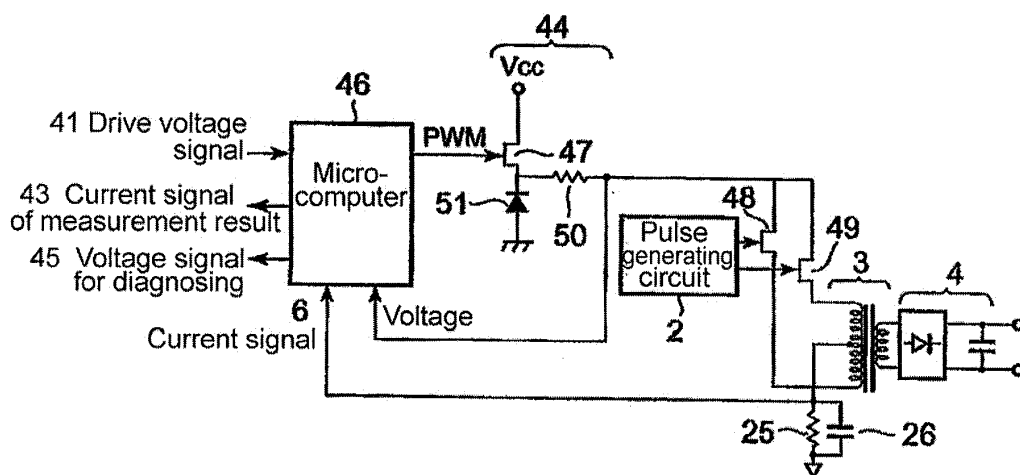 44
Vcc
46
41 Drive voltage
signal
PWM
47
Micro-
computer
43 Current signal
of measurement result
51
50
48
49
45 Voltage signal
for diagnosing
Pulse
generating
circuit
3
4
6
Voltage
2
Current signal
25
26